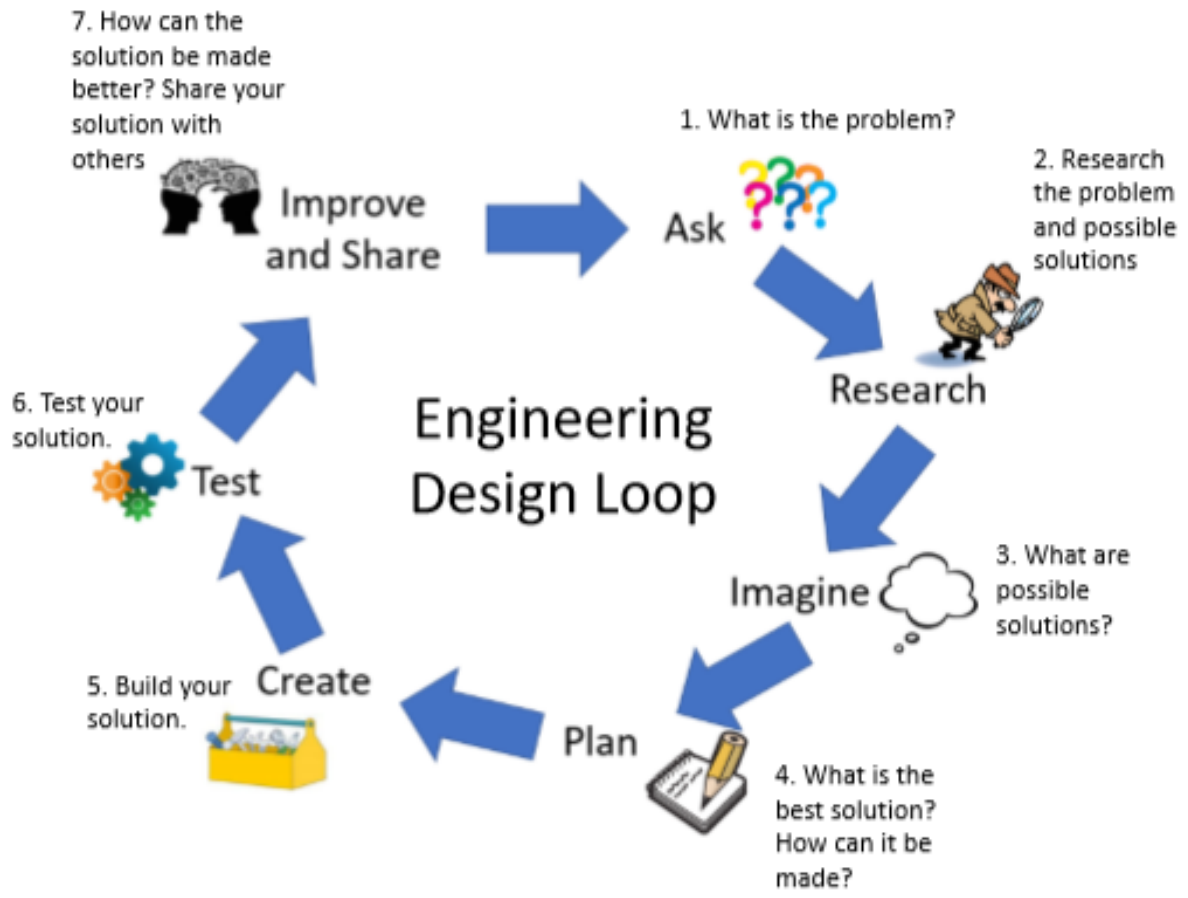 7. How can the
solution be made
better? Share your
solution with
others
Improve
and Share
1. What is the problem?
Ask
2. Research
the problem
and possible
solutions
Research
Engineering
Design Loop
3. What are
possible
solutions?
Imagine
4. What is the
best solution?
How can it be
made?
Plan
5. Build your
solution.
Create
6. Test your
solution.
Test